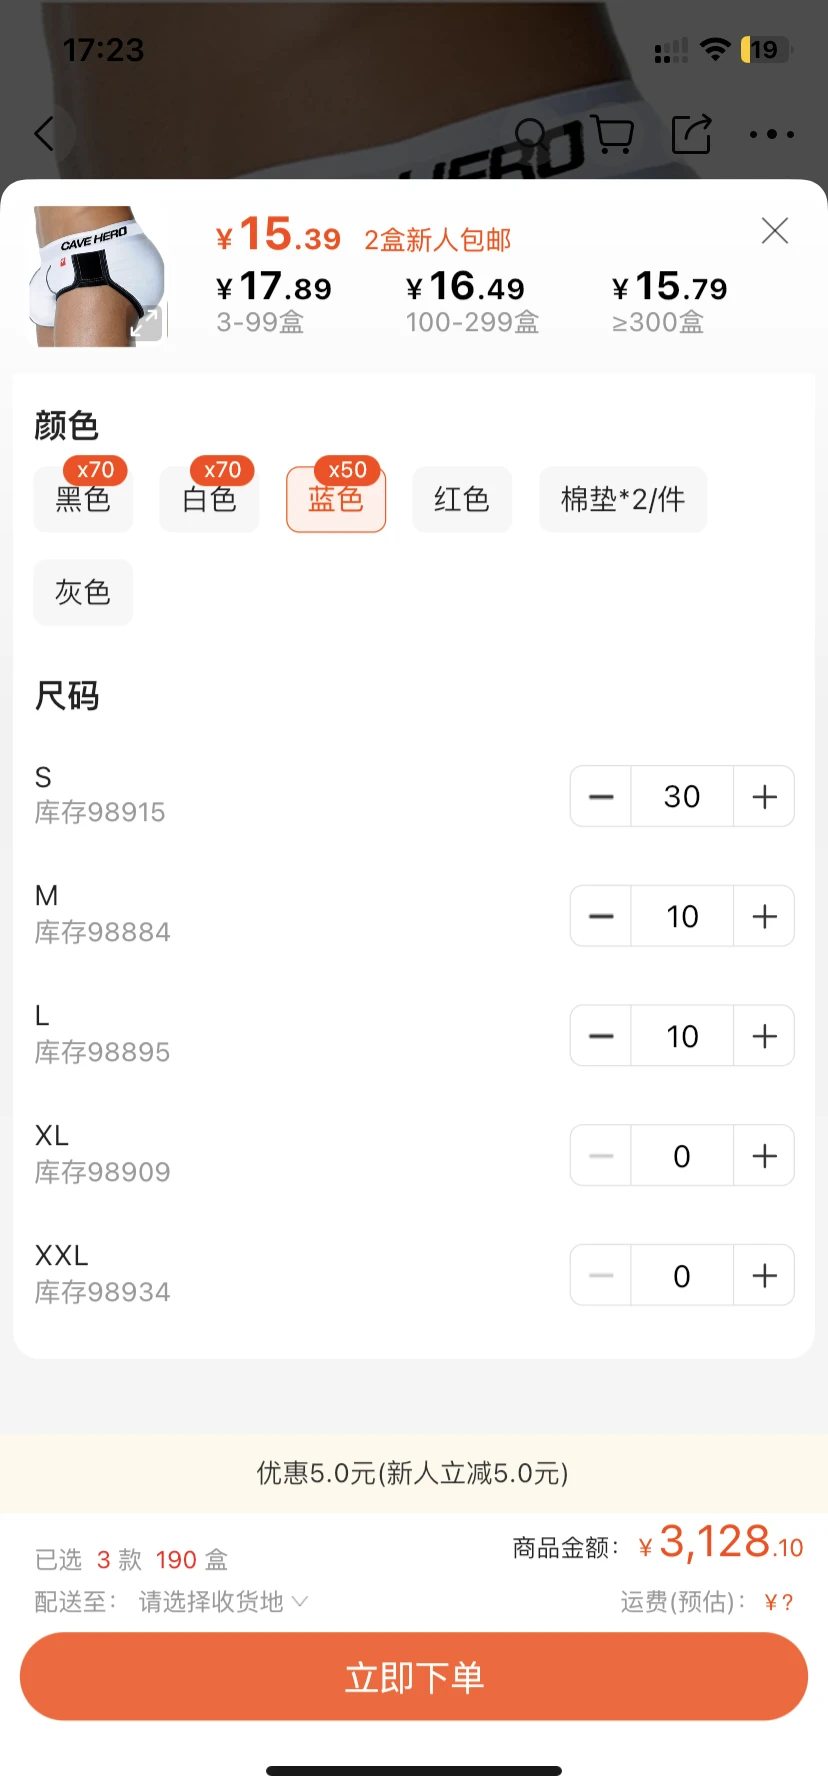 17:23
19
HERO
CAVE HERO
¥15.39 2盒新人包邮
¥17.89 ¥16.49 ¥15.79
3-99盒 100-299盒 ≥300盒
颜色
x70 x70 x50
黑色 白色 蓝色 红色 棉垫*2/件
灰色
尺码
S
库存98915
30
M
库存98884
10
L
库存98895
10
XL
库存98909
0
XXL
库存98934
0
优惠5.0元(新人立减5.0元)
已选 3 款 190 盒
商品金额: ¥3,128.10
配送至: 请选择收货地
运费(预估): ¥?
立即下单